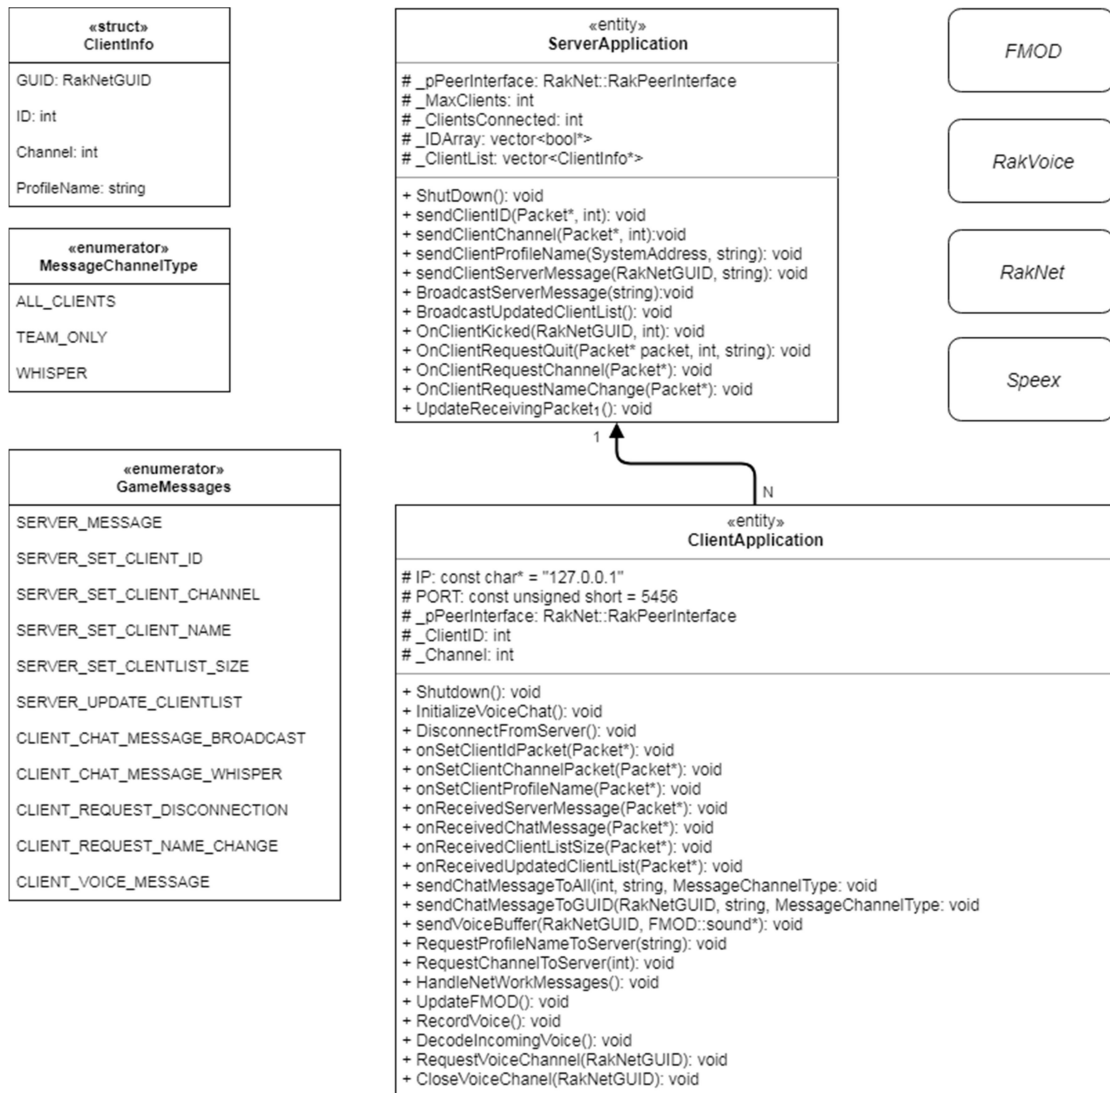 «struct»
ClientInfo
GUID: RakNetGUID
ID: int
Channel: int
ProfileName: string
«enumerator»
MessageChannelType
ALL_CLIENTS
TEAM_ONLY
WHISPER
«enumerator»
GameMessages
SERVER_MESSAGE
SERVER_SET_CLIENT_ID
SERVER_SET_CLIENT_CHANNEL
SERVER_SET_CLIENT_NAME
SERVER_SET_CLENTLIST_SIZE
SERVER_UPDATE_CLIENTLIST
CLIENT_CHAT_MESSAGE_BROADCAST
CLIENT_CHAT_MESSAGE_WHISPER
CLIENT_REQUEST_DISCONNECTION
CLIENT_REQUEST_NAME_CHANGE
CLIENT_VOICE_MESSAGE
«entity»
ServerApplication
# _pPeerInterface: RakNet::RakPeerInterface
# _MaxClients: int
# _ClientsConnected: int
# _IDArray: vector<bool*>
# _ClientList: vector<ClientInfo*>
+ ShutDown(): void
+ sendClientID(Packet*, int): void
+ sendClientChannel(Packet*, int):void
+ sendClientProfileName(SystemAddress, string): void
+ sendClientServerMessage(RakNetGUID, string): void
+ BroadcastServerMessage(string):void
+ BroadcastUpdatedClientList(): void
+ OnClientKicked(RakNetGUID, int): void
+ OnClientRequestQuit(Packet* packet, int, string): void
+ OnClientRequestChannel(Packet*): void
+ OnClientRequestNameChange(Packet*): void
+ UpdateReceivingPacket1(): void
1
N
«entity»
ClientApplication
# IP: const char* = "127.0.0.1"
# PORT: const unsigned short = 5456
# _pPeerInterface: RakNet::RakPeerInterface
# _ClientID: int
# _Channel: int
+ Shutdown(): void
+ InitializeVoiceChat(): void
+ DisconnectFromServer(): void
+ onSetClientIdPacket(Packet*): void
+ onSetClientChannelPacket(Packet*): void
+ onSetClientProfileName(Packet*): void
+ onReceivedServerMessage(Packet*): void
+ onReceivedChatMessage(Packet*): void
+ onReceivedClientListSize(Packet*): void
+ onReceivedUpdatedClientList(Packet*): void
+ sendChatMessageToAll(int, string, MessageChannelType: void
+ sendChatMessageToGUID(RakNetGUID, string, MessageChannelType: void
+ sendVoiceBuffer(RakNetGUID, FMOD::sound*): void
+ RequestProfileNameToServer(string): void
+ RequestChannelToServer(int): void
+ HandleNetWorkMessages(): void
+ UpdateFMOD(): void
+ RecordVoice(): void
+ DecodeIncomingVoice(): void
+ RequestVoiceChannel(RakNetGUID): void
+ CloseVoiceChanel(RakNetGUID): void
FMOD
RakVoice
RakNet
Speex